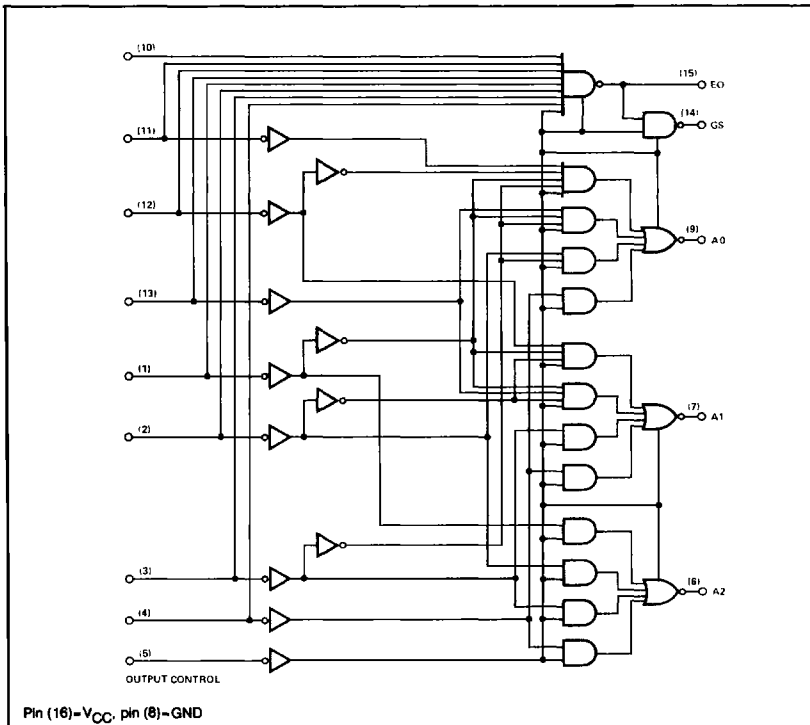 (10)
(15)
EO
(14)
GS
(11)
(12)
(9)
A0
(13)
(1)
(7)
A1
(2)
(3)
(6)
A2
(4)
(5)
OUTPUT CONTROL
Pin (16)=VCC, pin (8)=GND